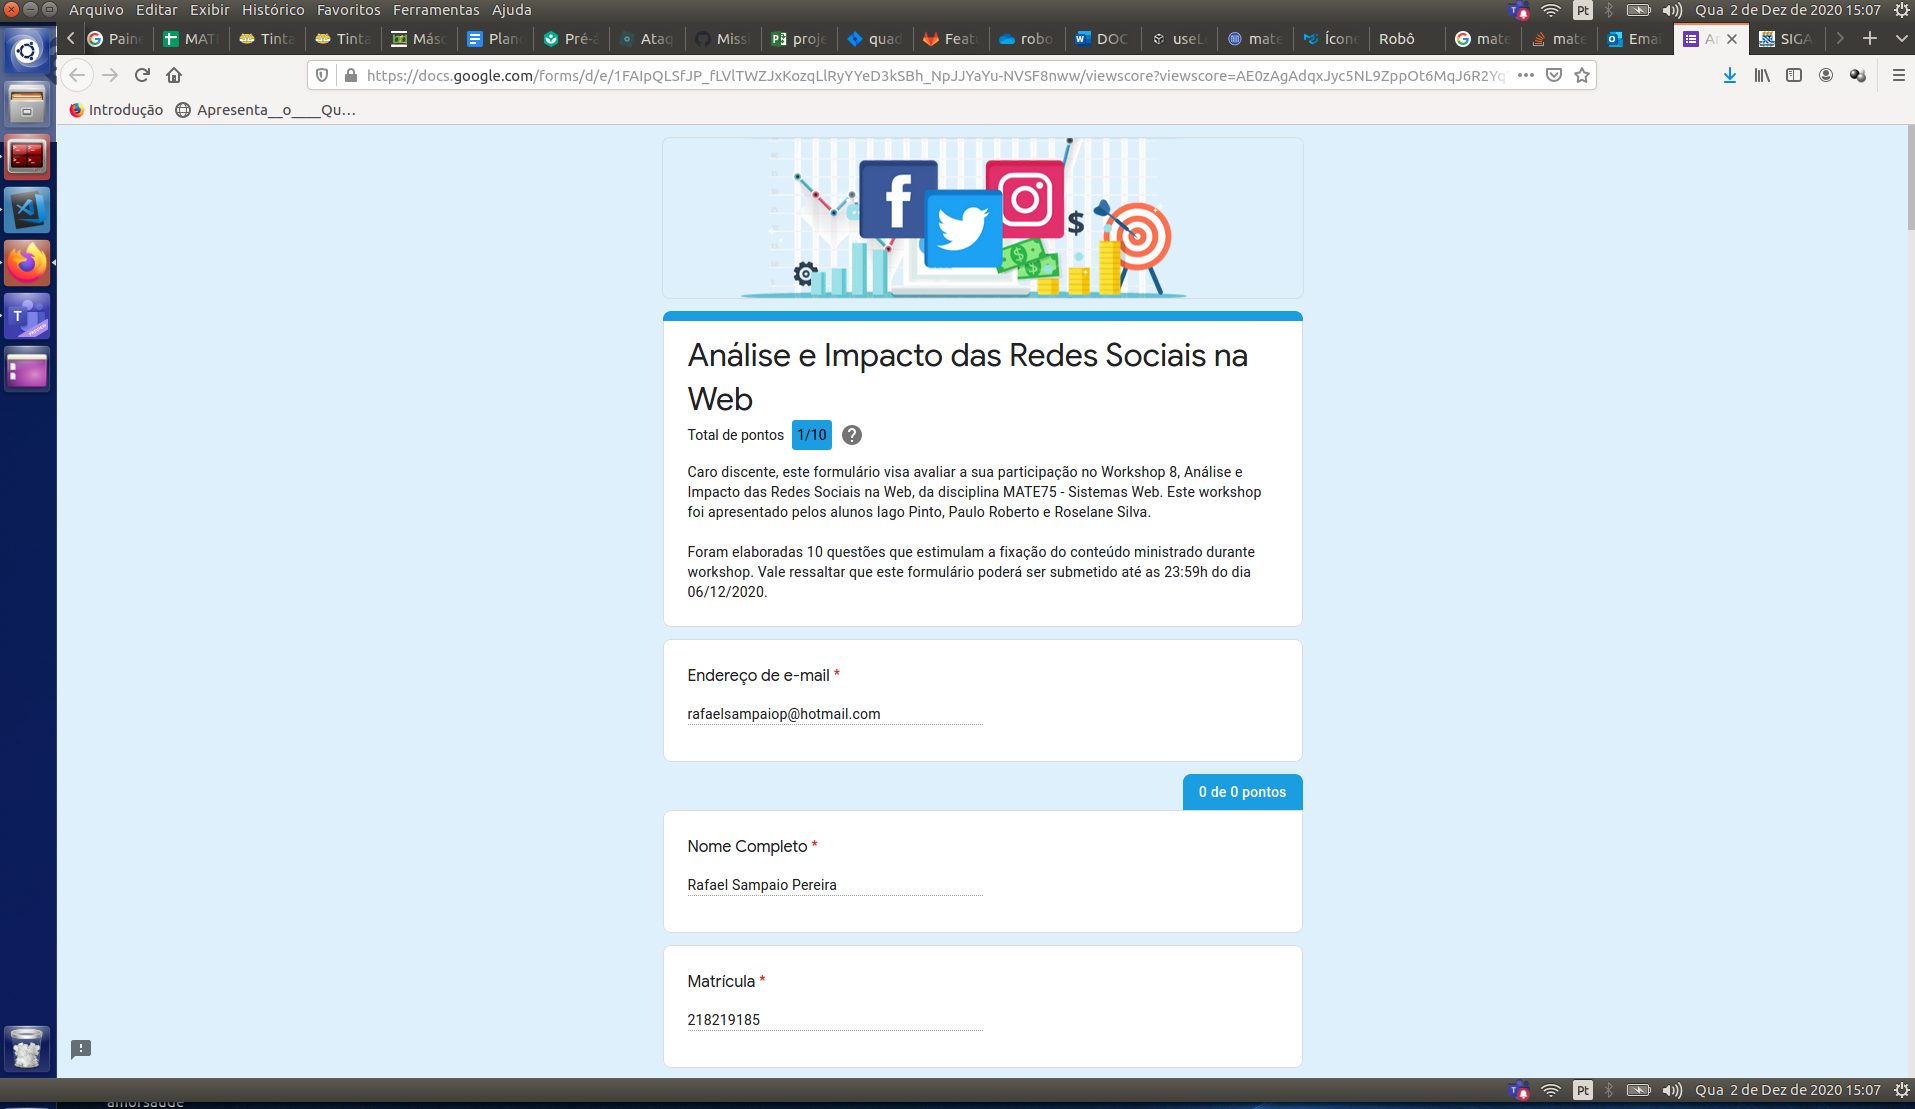 Arquivo Editar Exibir Histórico Favoritos Ferramentas Ajuda
Pt
Qua 2 de Dez de 2020 15:07
Paine MATE Tinta Tinta Másc Plano Pré-a Ataq Missi proje quad Featu robo DOC useL mate Ícone Robô mate mate Emai Ar SIGA
https://docs.google.com/forms/d/e/1FAIpQLSfJP_fLVlTWZJxKozqLlRyYYeD3kSBh_NpJJYaYu-NVSF8nww/viewscore?viewscore=AE0zAgAdqxJyc5NL9ZppOt6MqJ6R2Yq
Introdução
Apresenta__o____Qu…
Análise e Impacto das Redes Sociais na
Web
Total de pontos 1/10 ?
Caro discente, este formulário visa avaliar a sua participação no Workshop 8, Análise e
Impacto das Redes Sociais na Web, da disciplina MATE75 - Sistemas Web. Este workshop
foi apresentado pelos alunos Iago Pinto, Paulo Roberto e Roselane Silva.
Foram elaboradas 10 questões que estimulam a fixação do conteúdo ministrado durante
workshop. Vale ressaltar que este formulário poderá ser submetido até as 23:59h do dia
06/12/2020.
Endereço de e-mail *
rafaelsampaiop@hotmail.com
0 de 0 pontos
Nome Completo *
Rafael Sampaio Pereira
Matrícula *
218219185
Pt
Qua 2 de Dez de 2020 15:07
amorsaude